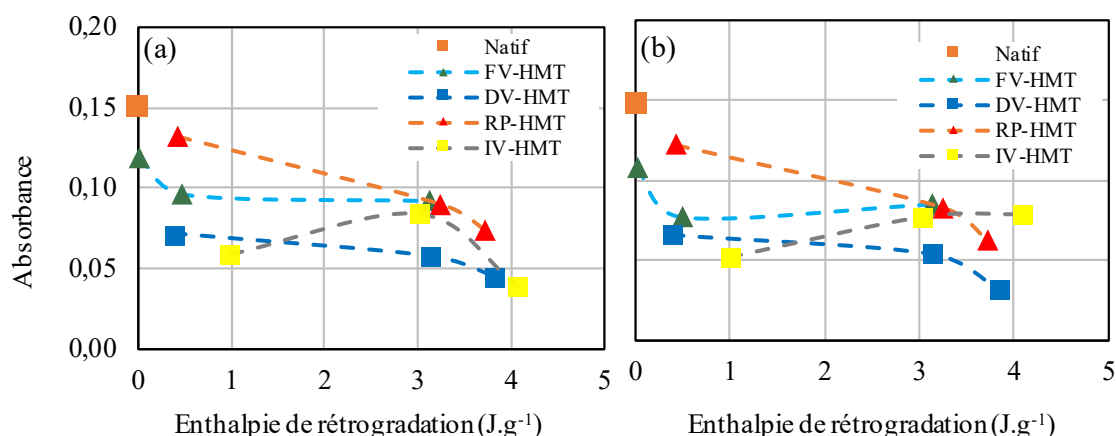 0,20
0,15
0,10
0,05
0,00
Absorbance
(a)
Natif
FV-HMT
DV-HMT
RP-HMT
IV-HMT
0 1 2 3 4 5
Enthalpie de rétrogradation (J.g-1)
(b)
Natif
FV-HMT
DV-HMT
RP-HMT
IV-HMT
0 1 2 3 4 5
Enthalpie de rétrogradation (J.g-1)